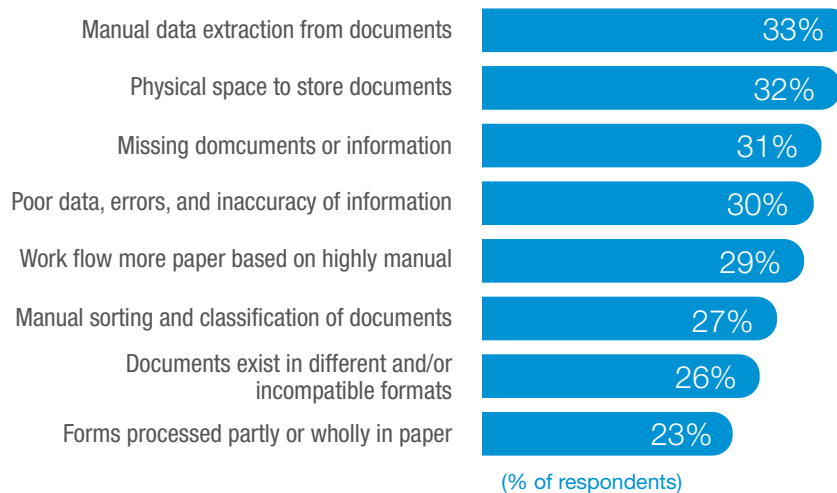 Manual data extraction from documents 33%
Physical space to store documents 32%
Missing domcuments or information 31%
Poor data, errors, and inaccuracy of information 30%
Work flow more paper based on highly manual 29%
Manual sorting and classification of documents 27%
Documents exist in different and/or
incompatible formats 26%
Forms processed partly or wholly in paper 23%
(% of respondents)